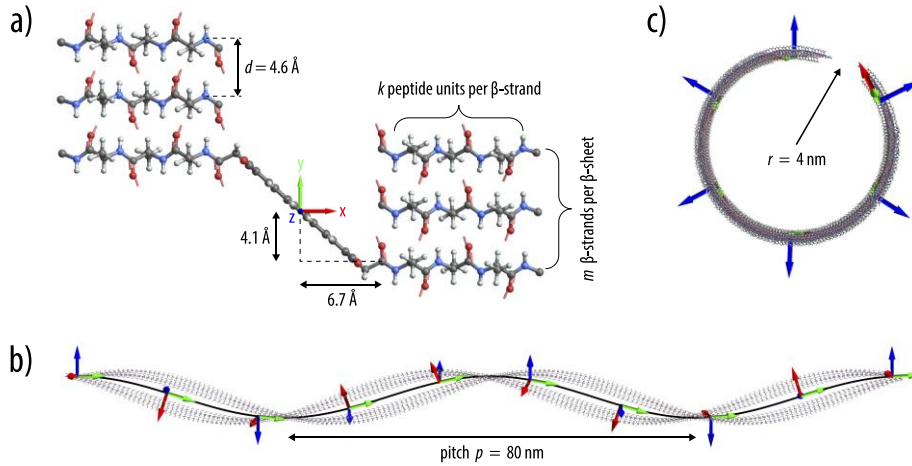 a)
d = 4.6 Å
k peptide units per β-strand
m β-strands per β-sheet
y
z
x
4.1 Å
6.7 Å
c)
r = 4 nm
b)
pitch p = 80 nm